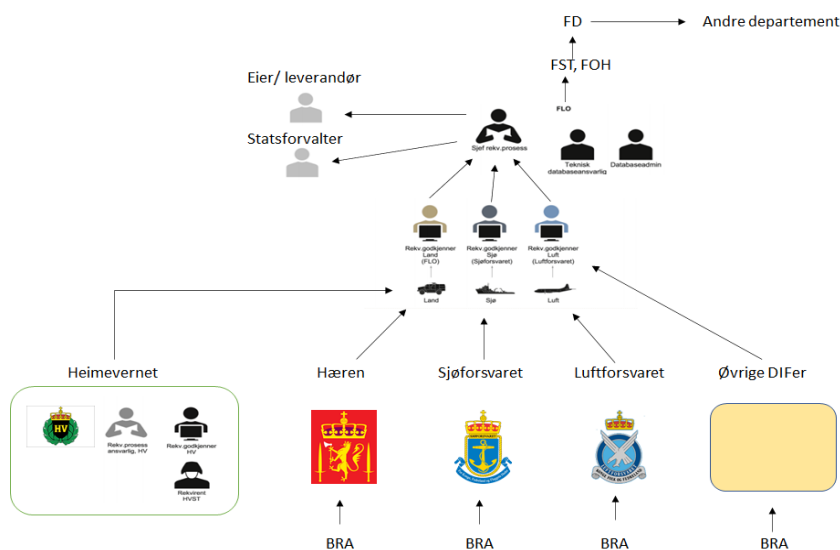 FD
Andre departement
FST, FOH
Eier/ leverandør
FLO
Statsforvalter
Sjef rekv.prosess
Teknisk
databaseansvarlig
Databaseadmin
Rekv.godkjenner
Land
(FLO)
Rekv.godkjenner
Sjø
(Sjøforsvaret)
Rekv.godkjenner
Luft
(Luftforsvaret)
Land
Sjø
Luft
Heimevernet
Hæren
Sjøforsvaret
Luftforsvaret
Øvrige DIFer
HV
Rekv.prosess
ansvarlig, HV
Rekv.godkjenner
HV
Rekvirent
HVST
LUFTFORSVARET
BRA
BRA
BRA
BRA